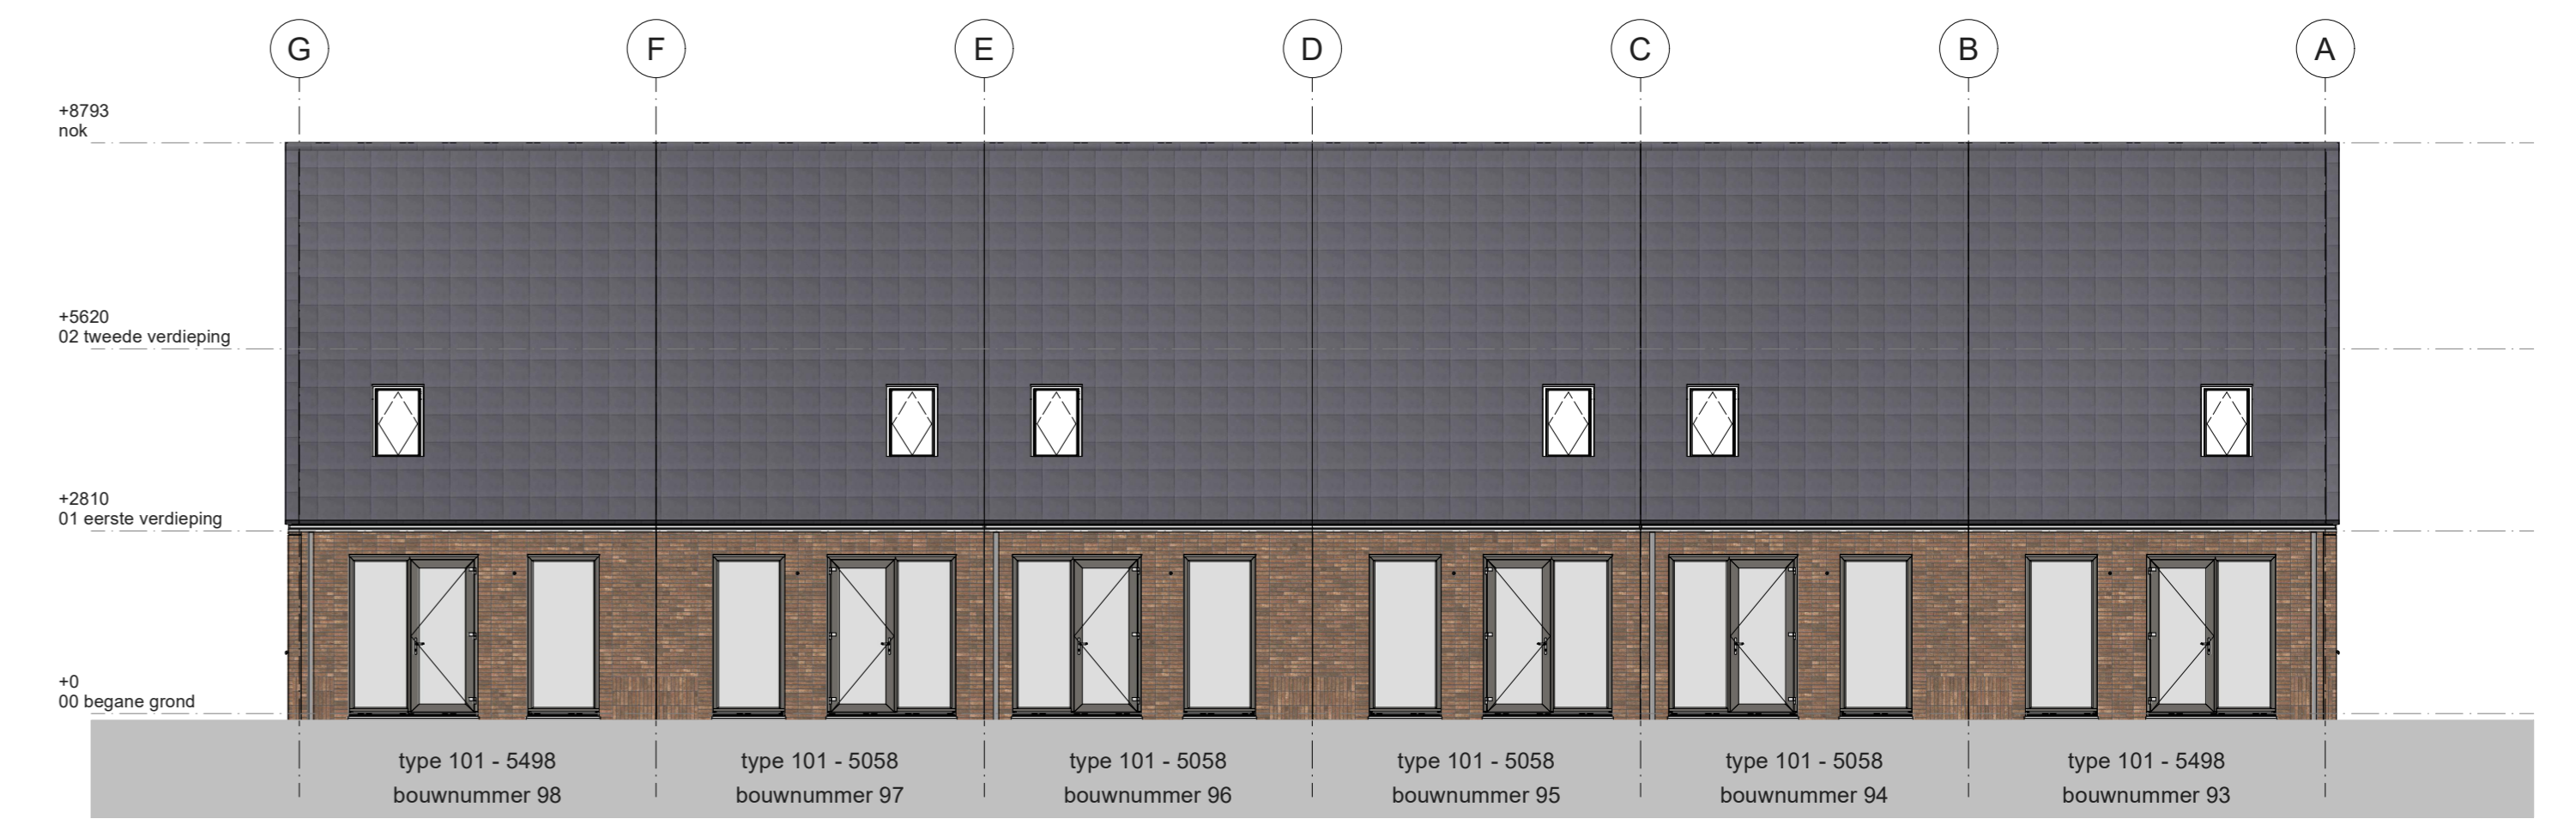 G F E D C B A
+8793
nok
+5620
02 tweede verdieping
+2810
01 eerste verdieping
+0
00 begane grond
type 101 - 5498
bouwnummer 98
type 101 - 5058
bouwnummer 97
type 101 - 5058
bouwnummer 96
type 101 - 5058
bouwnummer 95
type 101 - 5058
bouwnummer 94
type 101 - 5498
bouwnummer 93